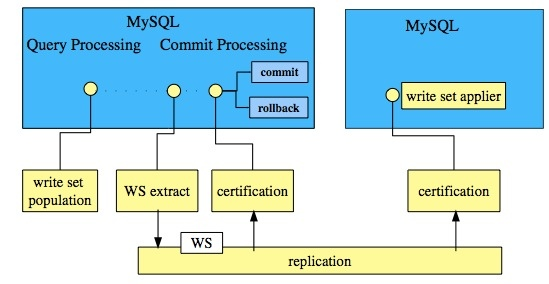 MySQL
Query Processing
Commit Processing
commit
rollback
write set
population
WS extract
certification
WS
replication
MySQL
write set applier
certification